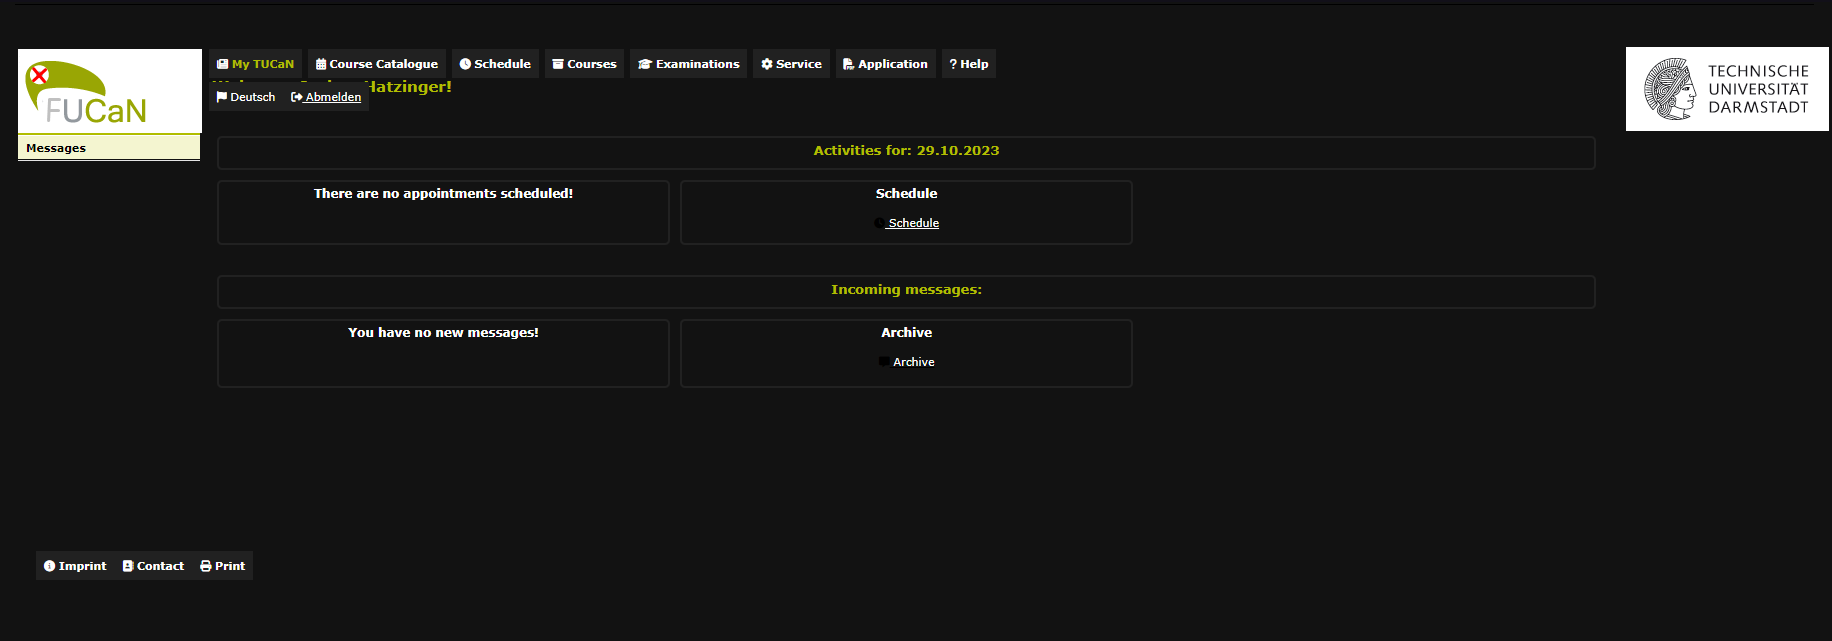 My TUCaN Course Catalogue Schedule Courses Examinations Service Application ? Help
Hatzinger!
Deutsch Abmelden
FUCaN
TECHNISCHE
UNIVERSITÄT
DARMSTADT
Messages
Activities for: 29.10.2023
There are no appointments scheduled!
Schedule
Schedule
Incoming messages:
You have no new messages!
Archive
Archive
Imprint Contact Print